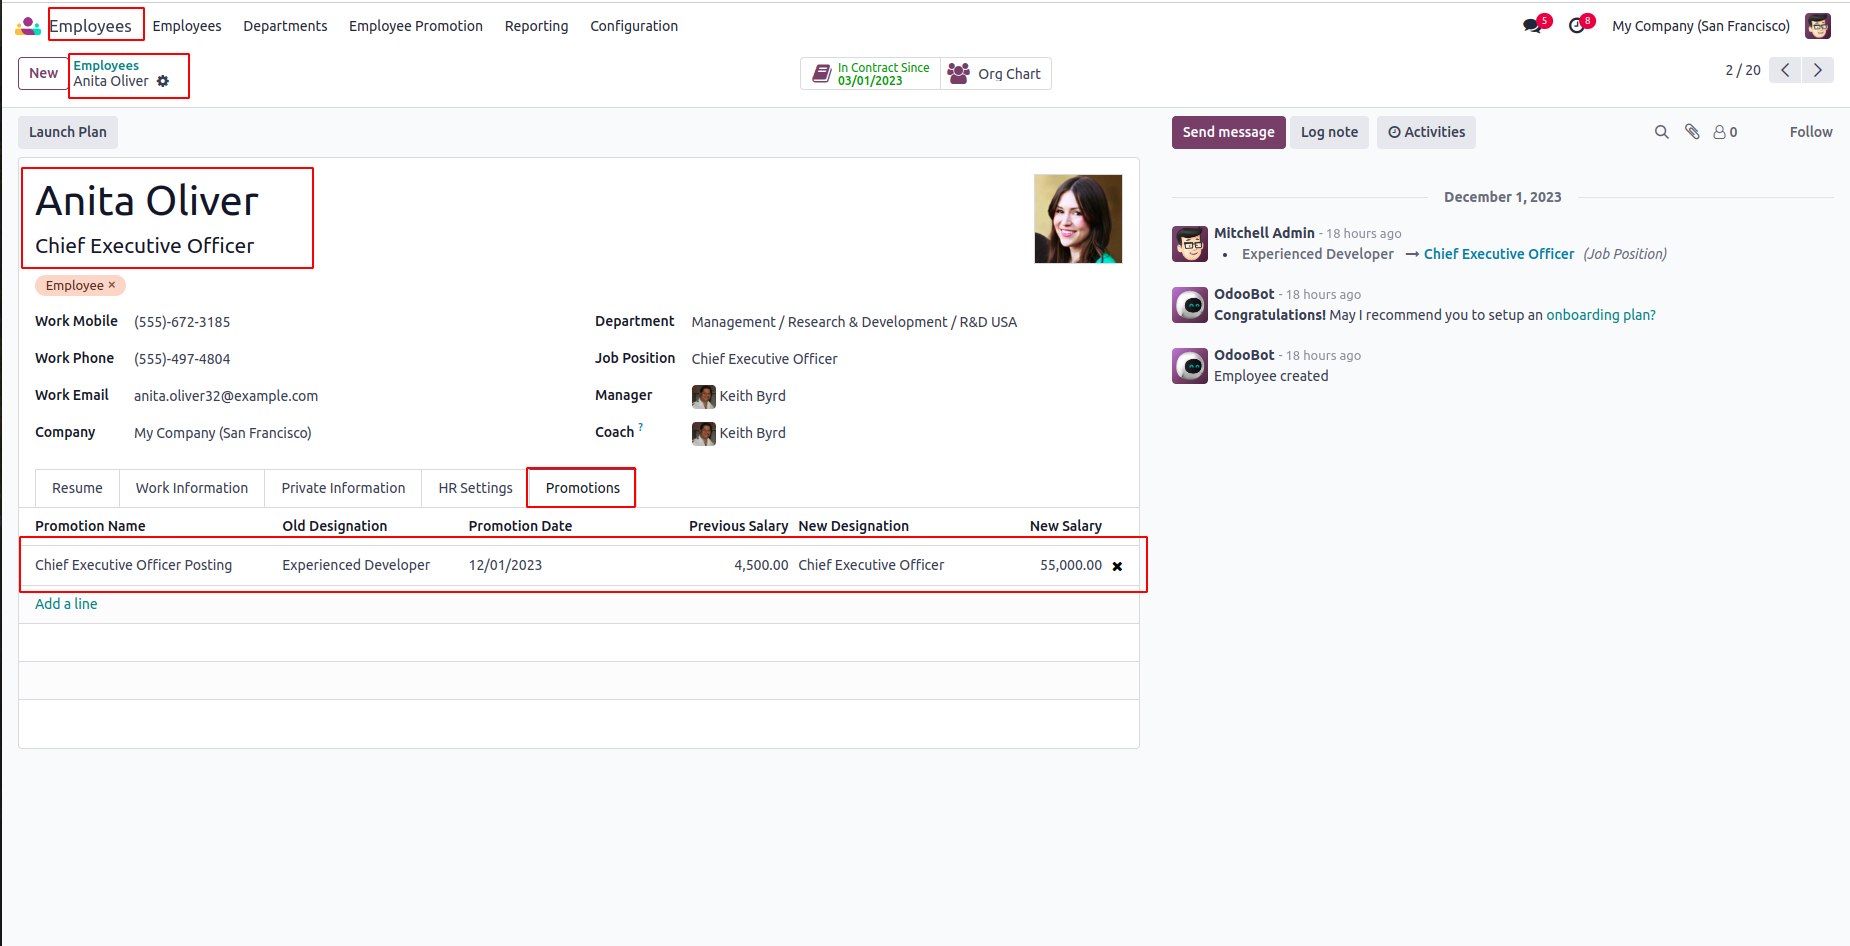 Employees Employees Departments Employee Promotion Reporting Configuration 5 8 My Company (San Francisco)
New Employees In Contract Since Org Chart 2 / 20
Anita Oliver 03/01/2023
Launch Plan Send message Log note Activities 0 Follow
Anita Oliver
Chief Executive Officer
Employee ×
Work Mobile (555)-672-3185 Department Management / Research & Development / R&D USA
Work Phone (555)-497-4804 Job Position Chief Executive Officer
Work Email anita.oliver32@example.com Manager Keith Byrd
Company My Company (San Francisco) Coach ? Keith Byrd
Resume Work Information Private Information HR Settings Promotions
Promotion Name Old Designation Promotion Date Previous Salary New Designation New Salary
Chief Executive Officer Posting Experienced Developer 12/01/2023 4,500.00 Chief Executive Officer 55,000.00
Add a line
December 1, 2023
Mitchell Admin - 18 hours ago
• Experienced Developer → Chief Executive Officer (Job Position)
OdooBot - 18 hours ago
Congratulations! May I recommend you to setup an onboarding plan?
OdooBot - 18 hours ago
Employee created